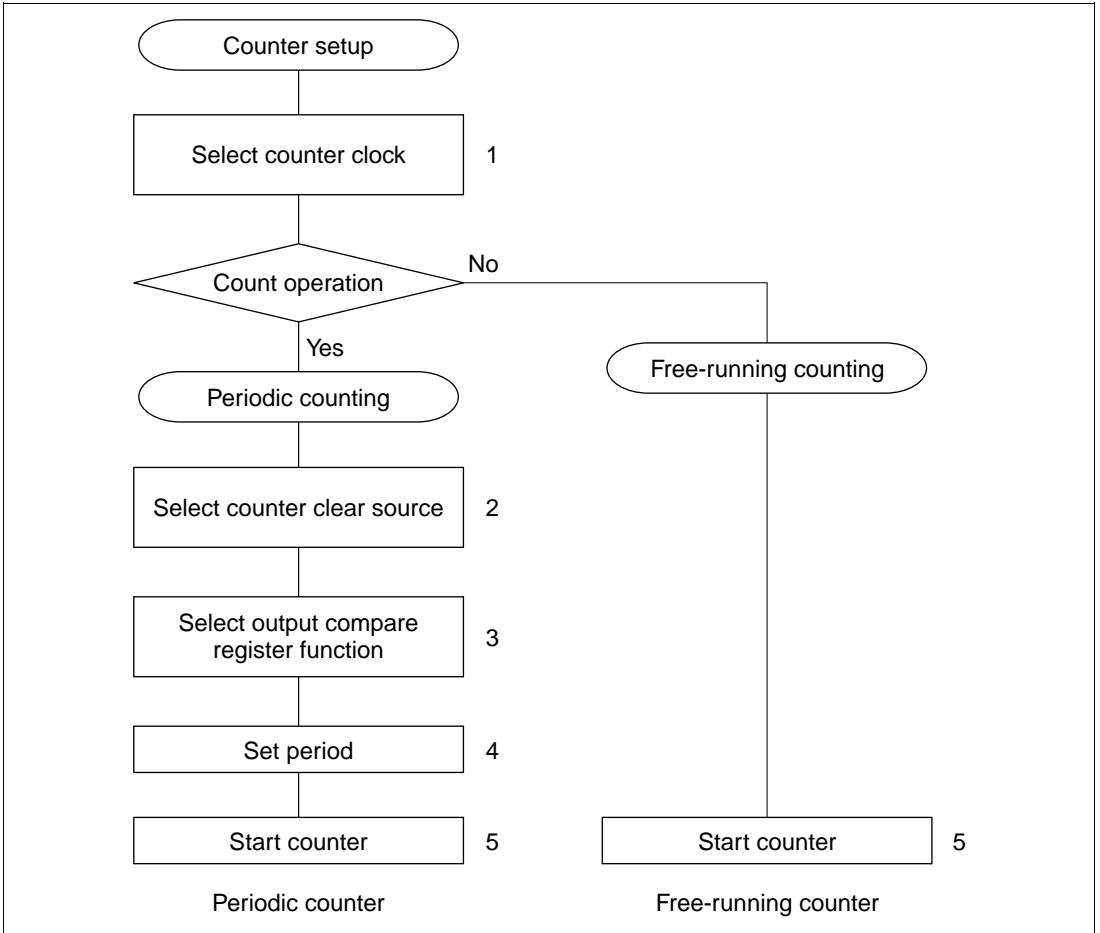 Counter setup
Select counter clock
1
Count operation
No
Yes
Free-running counting
Periodic counting
Select counter clear source
2
Select output compare
register function
3
Set period
4
Start counter
5
Start counter
5
Periodic counter
Free-running counter